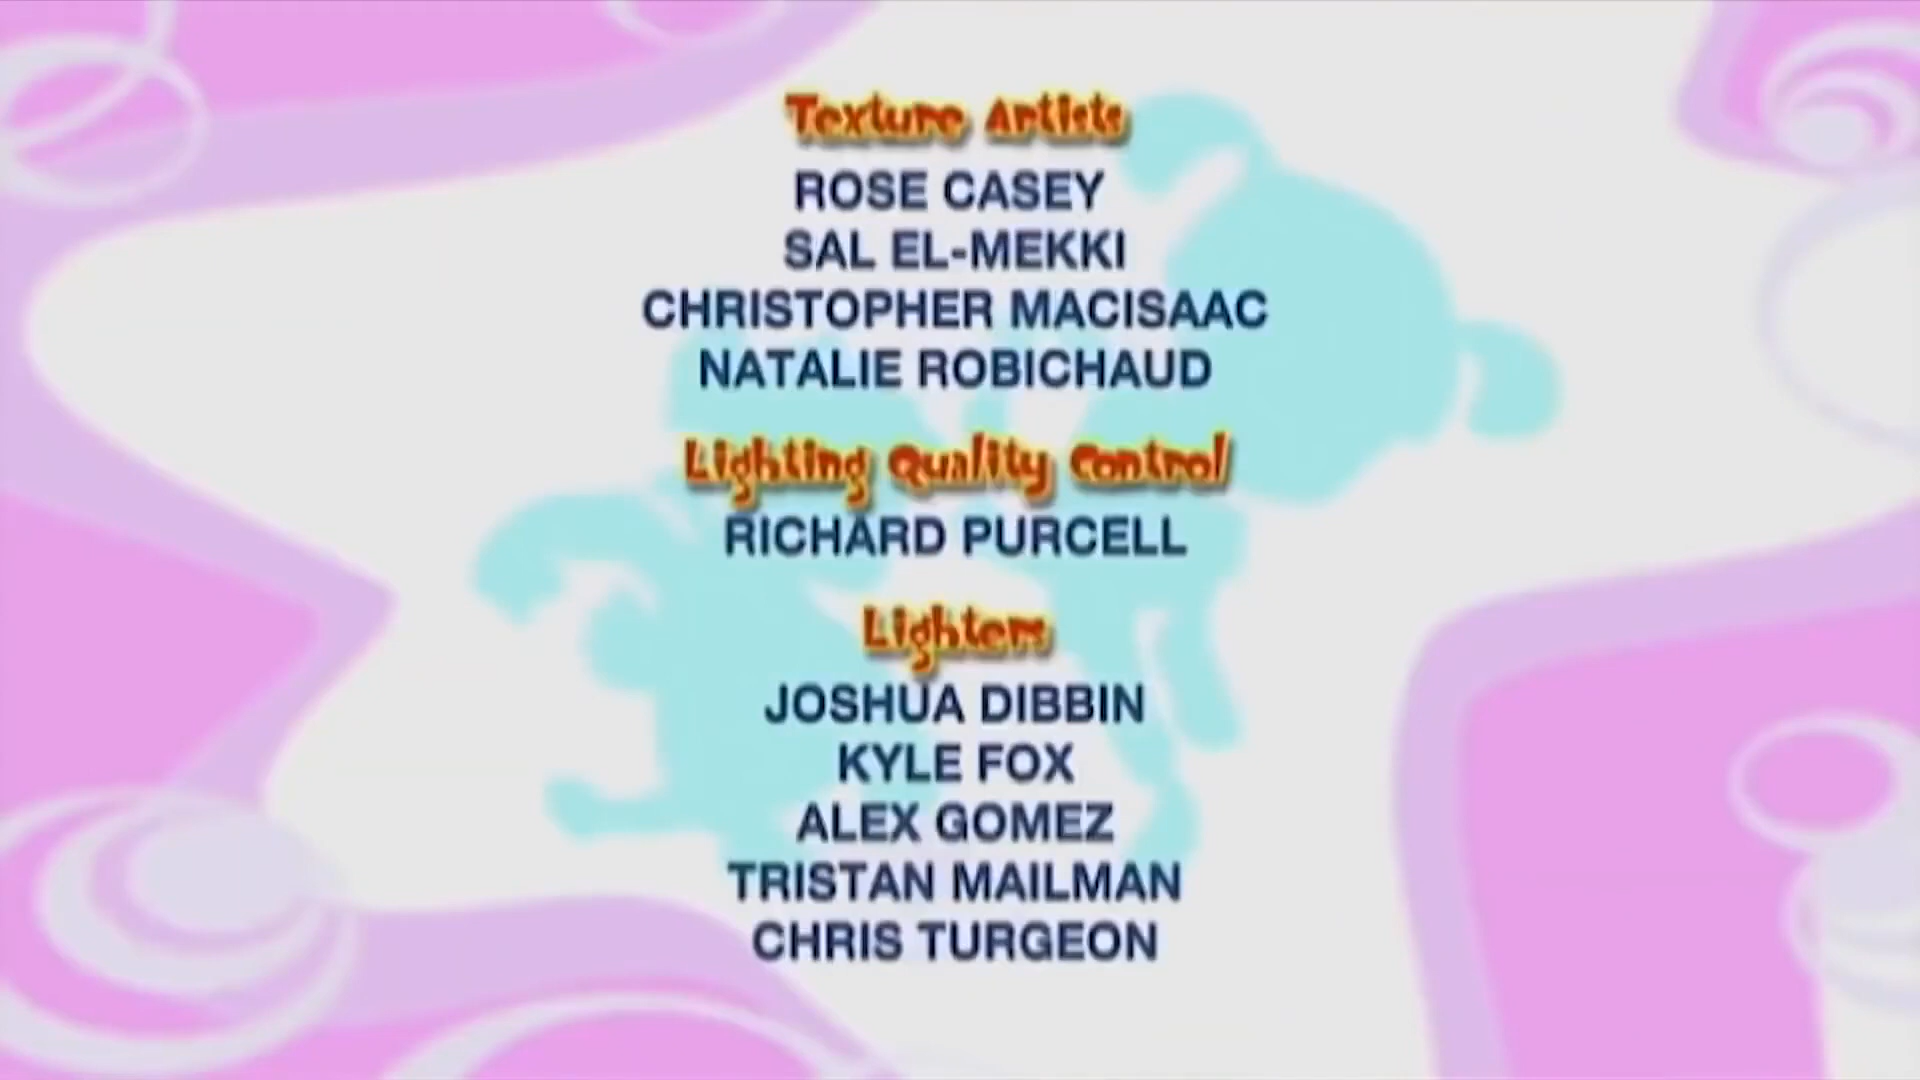 Texture Artists
ROSE CASEY
SAL EL-MEKKI
CHRISTOPHER MACISAAC
NATALIE ROBICHAUD
Lighting Quality Control
RICHARD PURCELL
Lighters
JOSHUA DIBBIN
KYLE FOX
ALEX GOMEZ
TRISTAN MAILMAN
CHRIS TURGEON